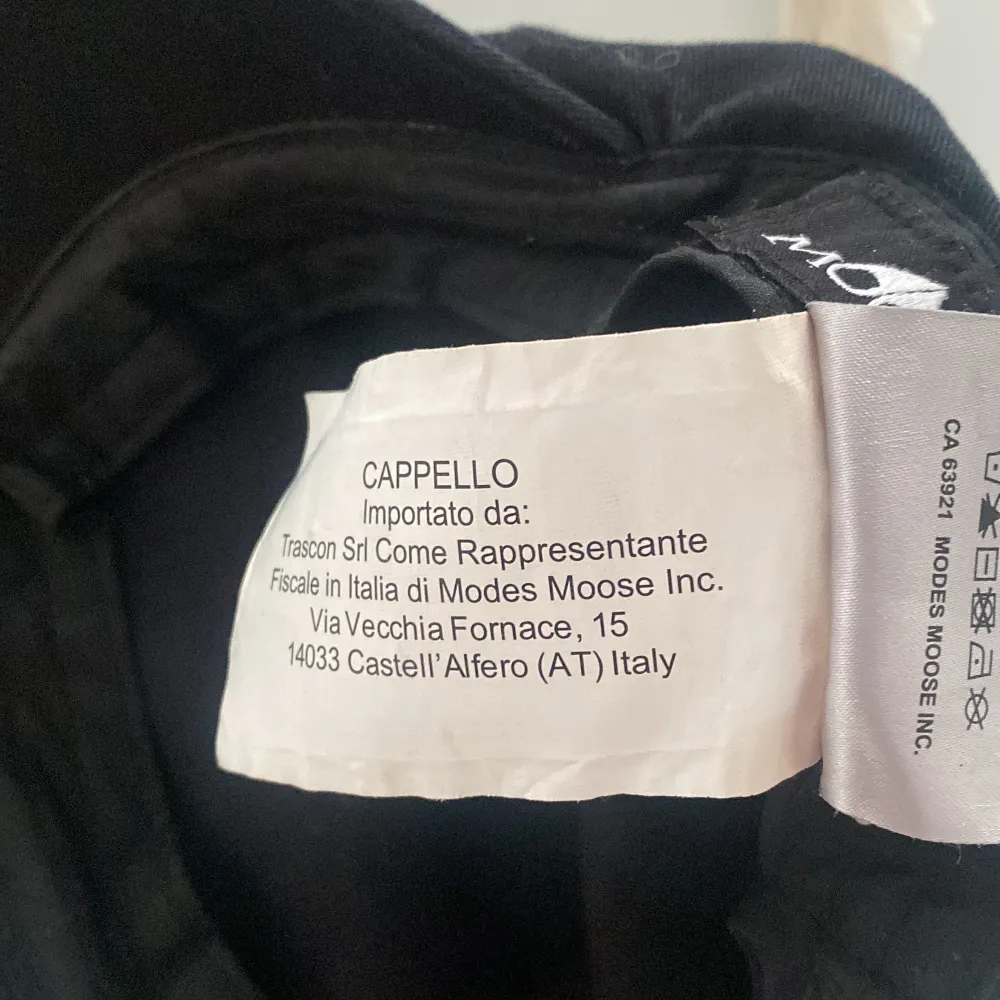 CAPPELLO
Importato da:
Trascon Srl Come Rappresentante
Fiscale in Italia di Modes Moose Inc.
Via Vecchia Fornace, 15
14033 Castell'Alfero (AT) Italy
CA 63921 MODES MOOSE INC.